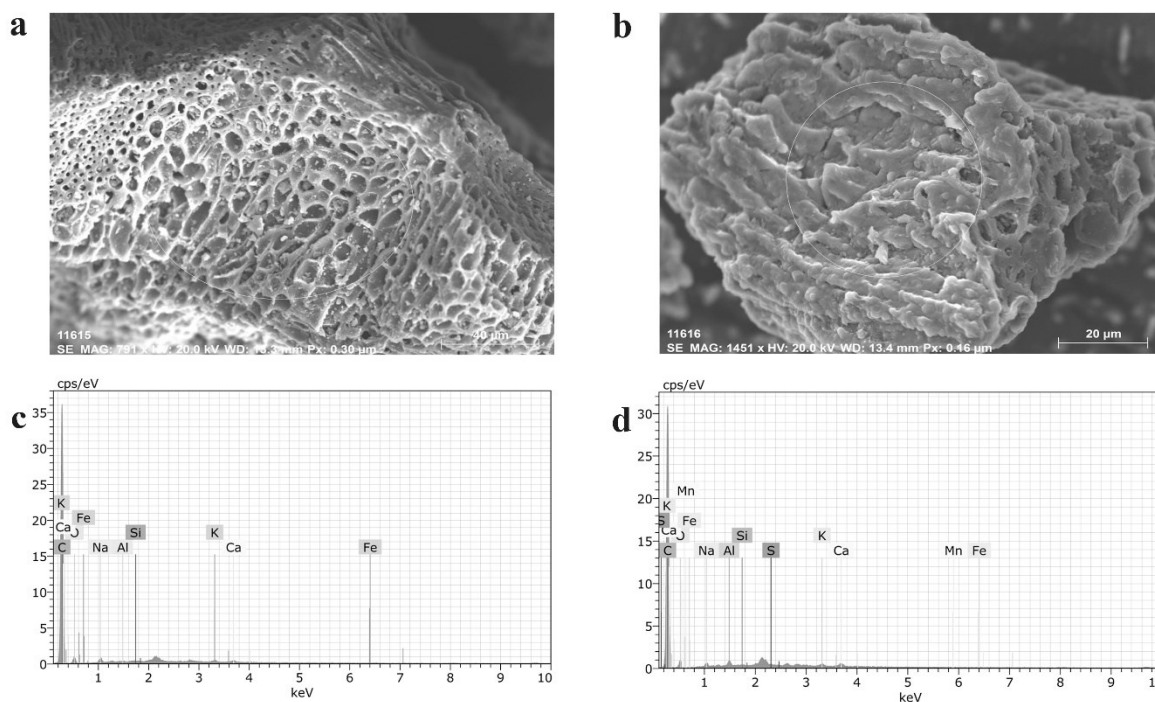 a
b
11615
SE MAG: 791 x HV: 20.0 kV WD: 13.3 mm Px: 0.30 µm
40 µm
11616
SE MAG: 1451 x HV: 20.0 kV WD: 13.4 mm Px: 0.16 µm
20 µm
c
cps/eV
35
30
25
20
15
10
5
0
K
Fe
Ca
Si
K
C
Na
Al
Ca
Fe
1
2
3
4
5
6
7
8
9
10
keV
d
cps/eV
30
25
20
15
10
5
0
Mn
K
S
Fe
Ca
Si
K
C
Na
Al
S
Ca
Mn
Fe
1
2
3
4
5
6
7
8
9
keV